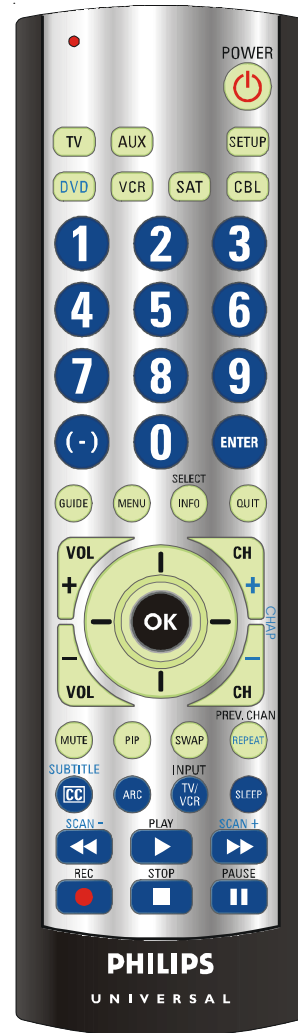 POWER
TV AUX SETUP
DVD VCR SAT CBL
1 2 3
4 5 6
7 8 9
(-) 0 ENTER
SELECT
GUIDE MENU INFO QUIT
VOL CH
+ +
OK
CHAP
- -
VOL CH
PREV. CHAN
MUTE PIP SWAP REPEAT
SUBTITLE INPUT
CC ARC TV/VCR SLEEP
SCAN - PLAY SCAN +
REC STOP PAUSE
PHILIPS
UNIVERSAL